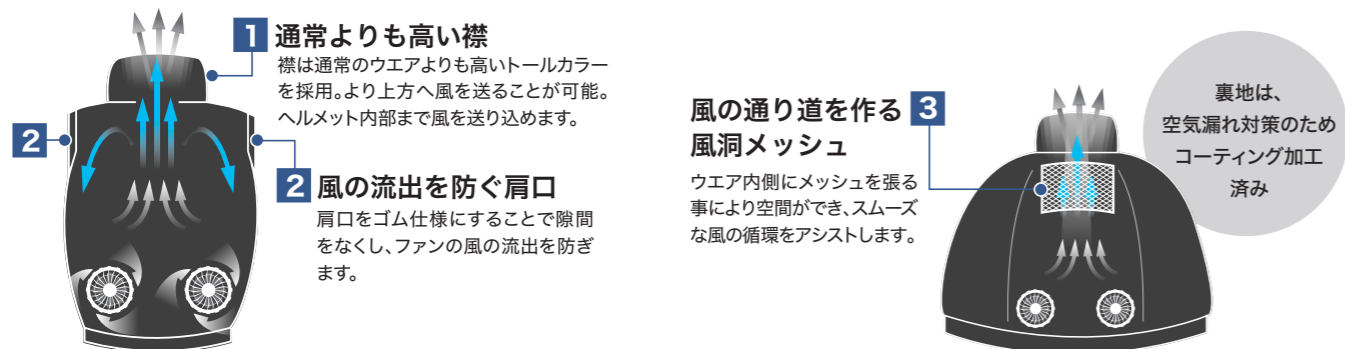 1 通常よりも高い襟
襟は通常のウエアよりも高いトールカラー
を採用。より上方へ風を送ることが可能。
ヘルメット内部まで風を送り込めます。
2
2 風の流出を防ぐ肩口
肩口をゴム仕様にすることで隙間
をなくし、ファンの風の流出を防ぎ
ます。
風の通り道を作る 3
風洞メッシュ
ウエア内側にメッシュを張る
事により空間ができ、スムーズ
な風の循環をアシストします。
裏地は、
空気漏れ対策のため
コーティング加工
済み